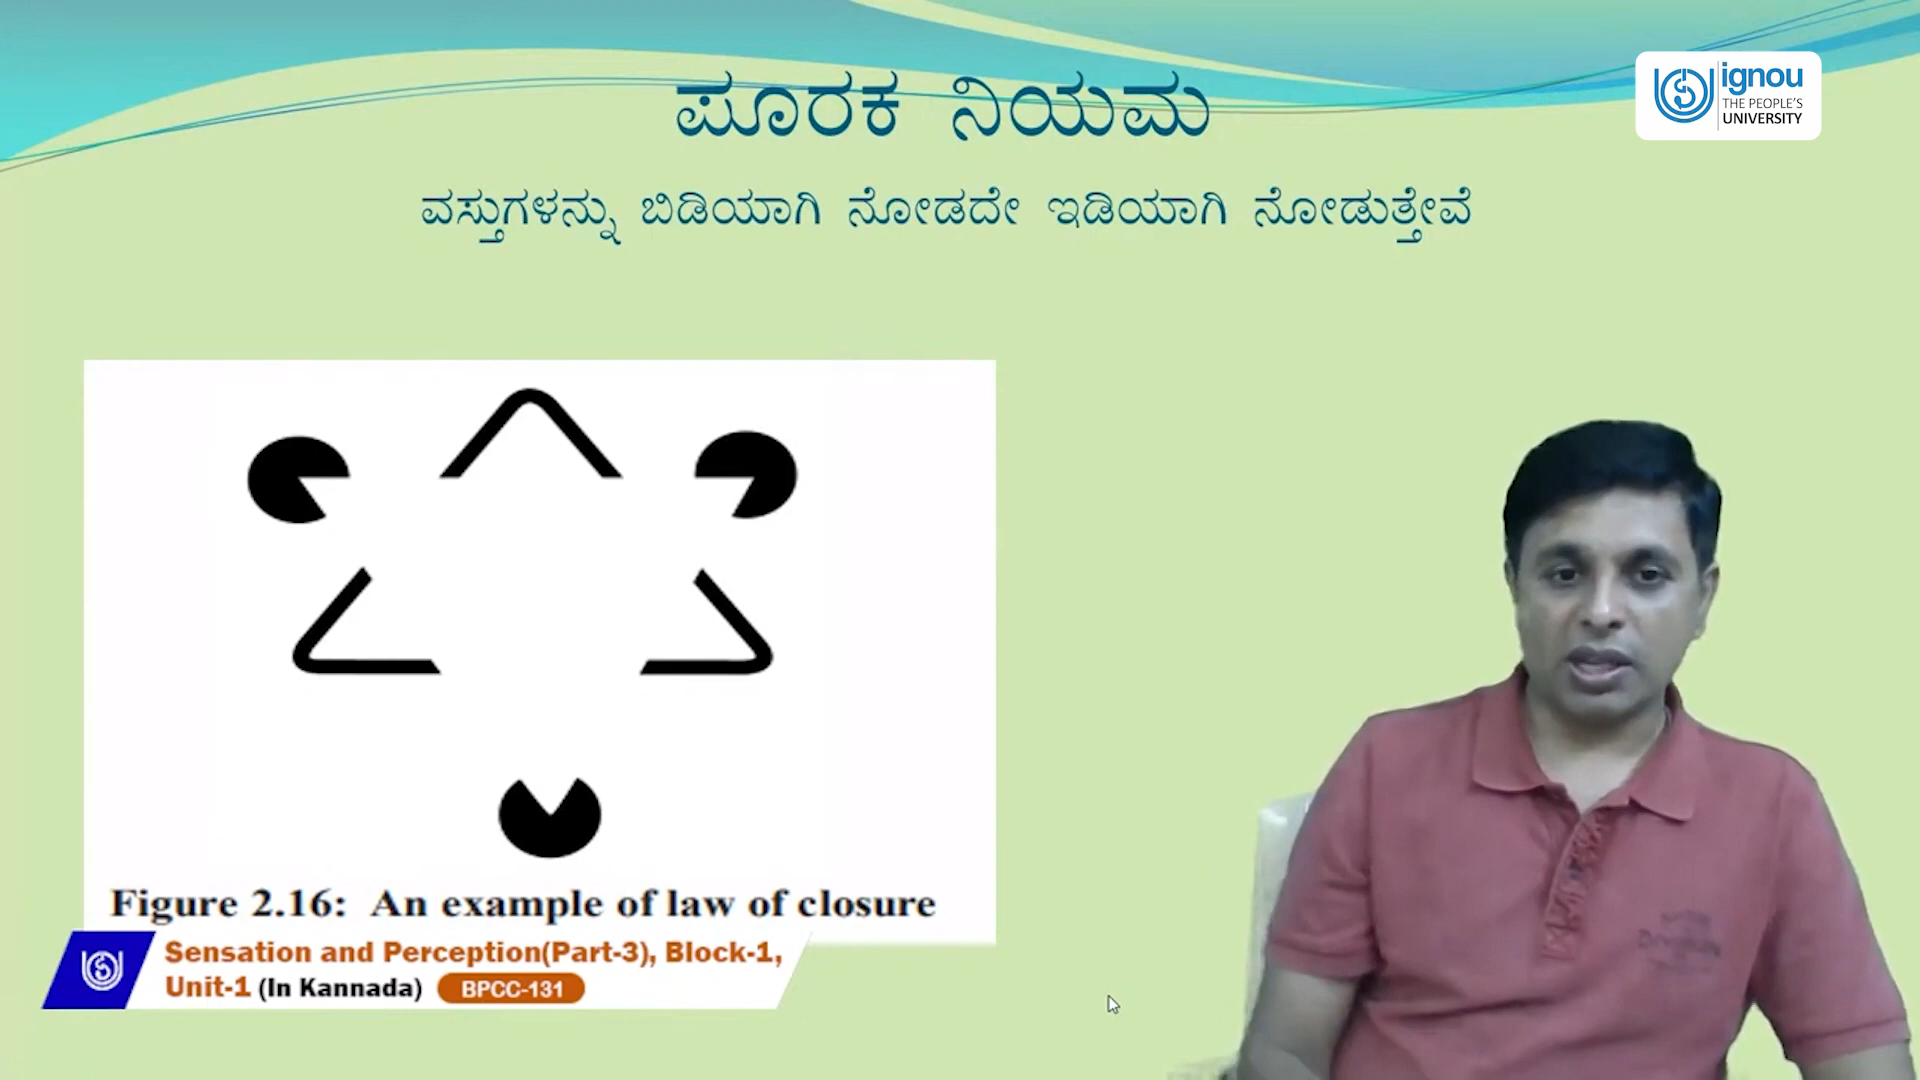 ಪೂರಕ ನಿಯಮ
ignou
THE PEOPLE'S
UNIVERSITY
ವಸ್ತುಗಳನ್ನು ಬಿಡಿಯಾಗಿ ನೋಡದೇ ಇಡಿಯಾಗಿ ನೋಡುತ್ತೇವೆ
Figure 2.16: An example of law of closure
Sensation and Perception(Part-3), Block-1,
Unit-1 (In Kannada) BPCC-131